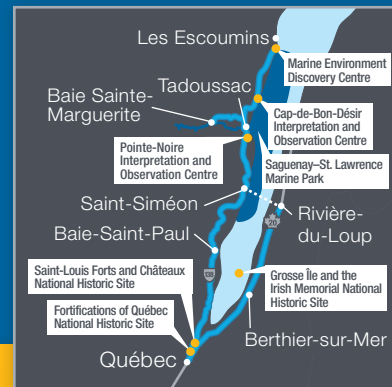 Les Escoumins
Marine Environment
Discovery Centre
Tadoussac
Baie Sainte-
Marguerite
Cap-de-Bon-Désir
Interpretation and
Observation Centre
Pointe-Noire
Interpretation and
Observation Centre
Saguenay–St. Lawrence
Marine Park
Saint-Siméon
Rivière-
du-Loup
20
Baie-Saint-Paul
138
Saint-Louis Forts and Châteaux
National Historic Site
Grosse Île and the
Irish Memorial National
Historic Site
Fortifications of Québec
National Historic Site
Berthier-sur-Mer
Québec